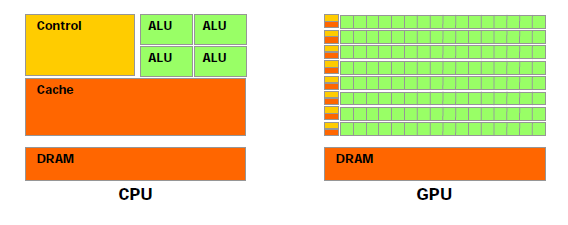 Control
ALU ALU
ALU ALU
Cache
DRAM
CPU
DRAM
GPU